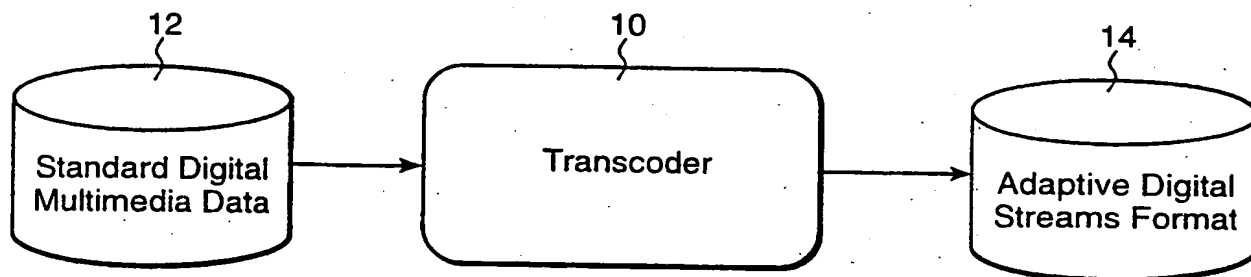 12
10
14
Standard Digital
Multimedia Data
Transcoder
Adaptive Digital
Streams Format